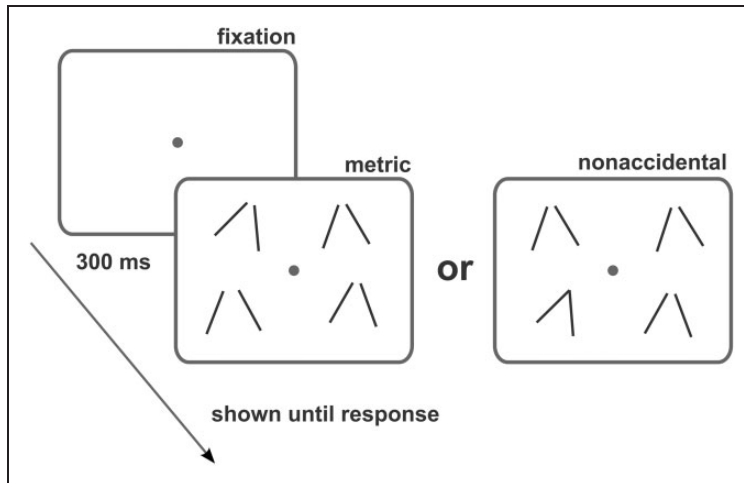 fixation
metric
nonaccidental
300 ms
or
shown until response